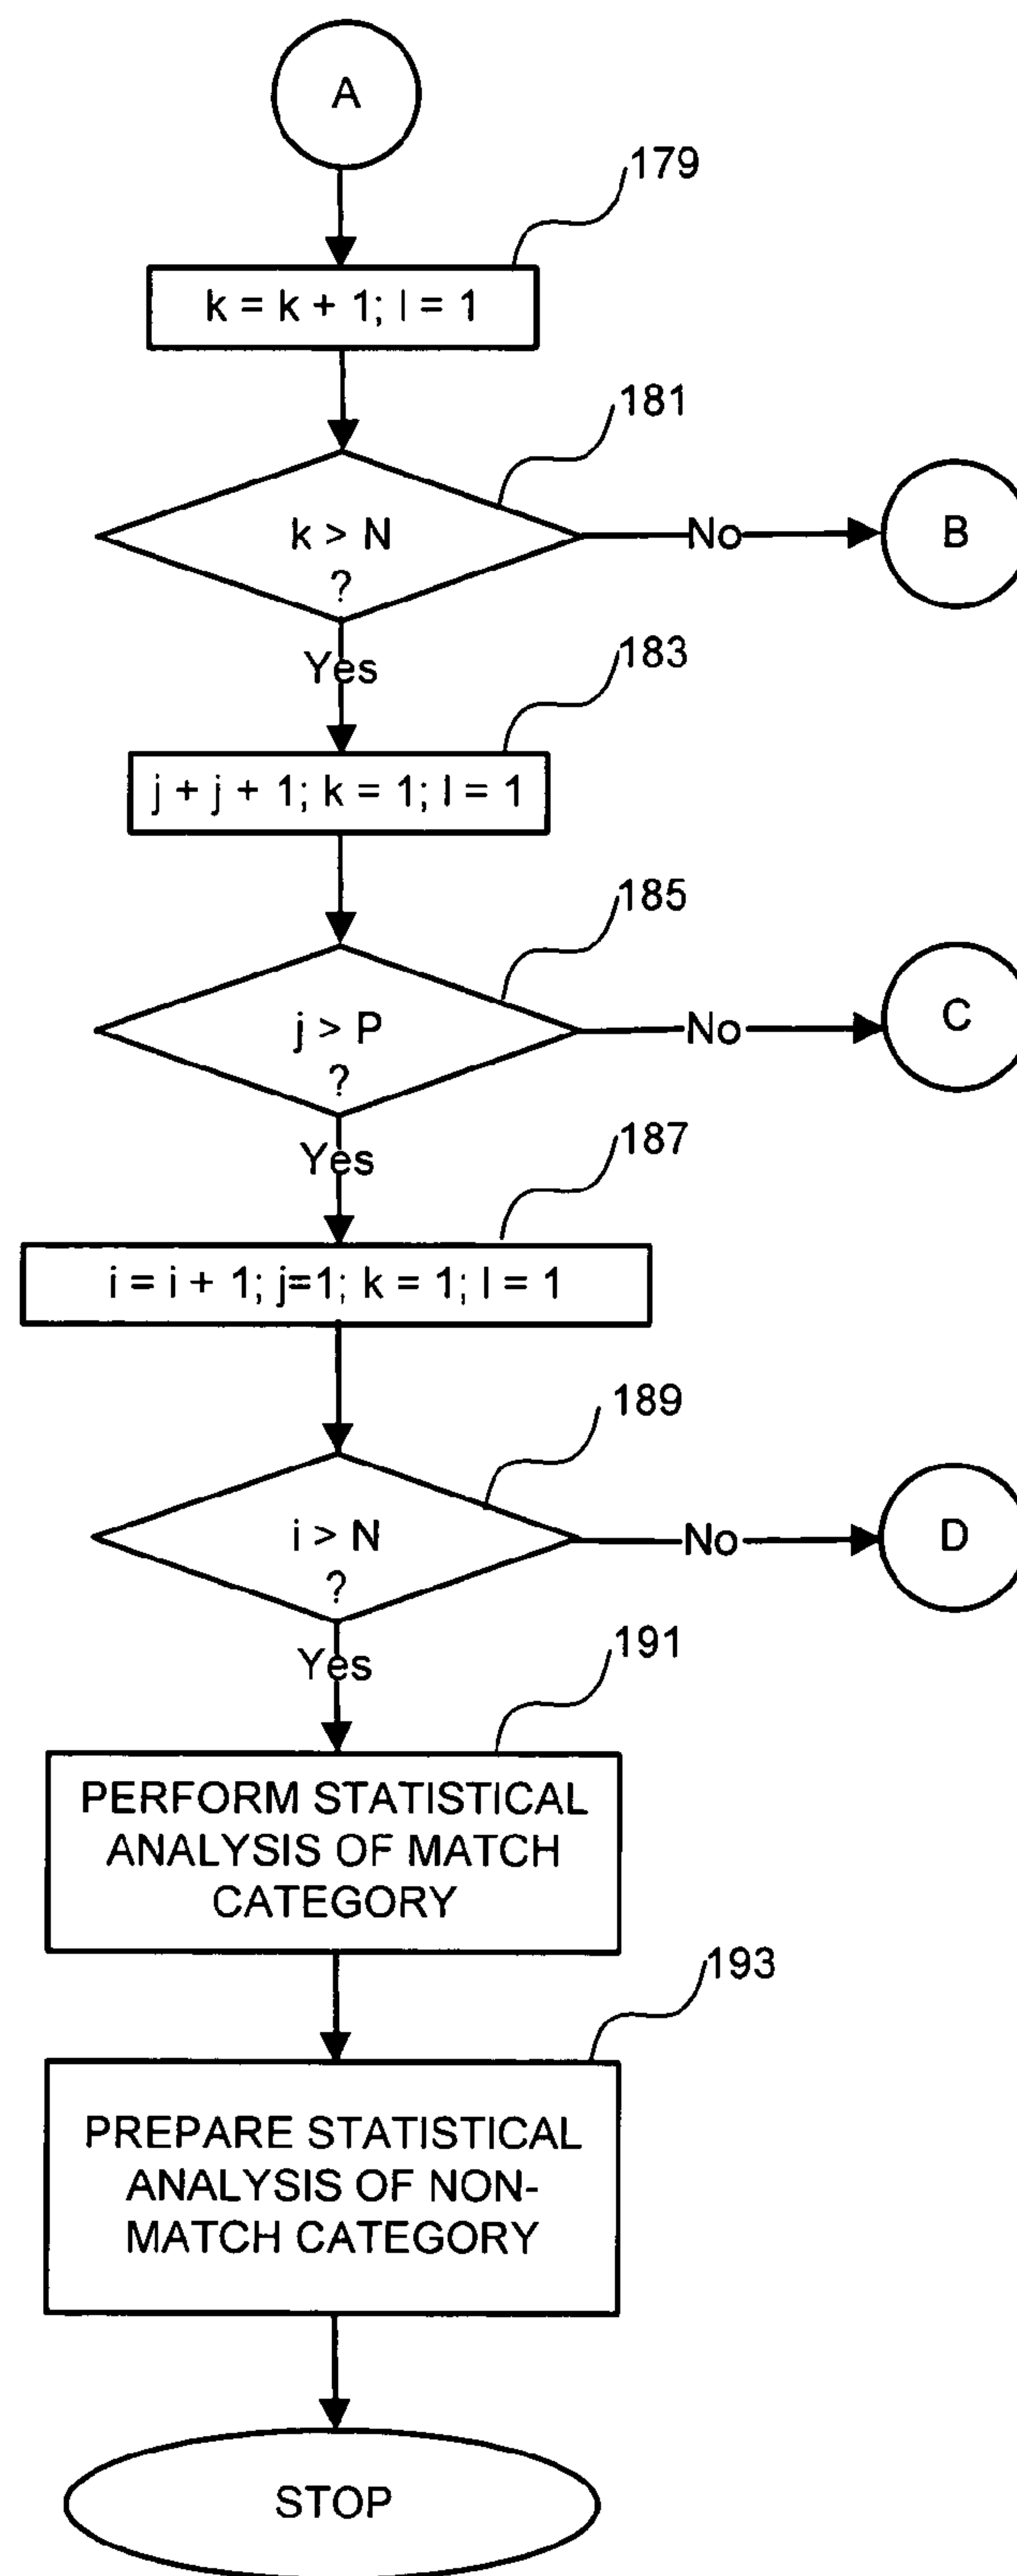 A
179
k = k + 1; l = 1
181
k > N
?
No
B
Yes
183
j + j + 1; k = 1; l = 1
185
j > P
?
No
C
Yes
187
i = i + 1; j=1; k = 1; l = 1
189
i > N
?
No
D
Yes
191
PERFORM STATISTICAL
ANALYSIS OF MATCH
CATEGORY
193
PREPARE STATISTICAL
ANALYSIS OF NON-
MATCH CATEGORY
STOP